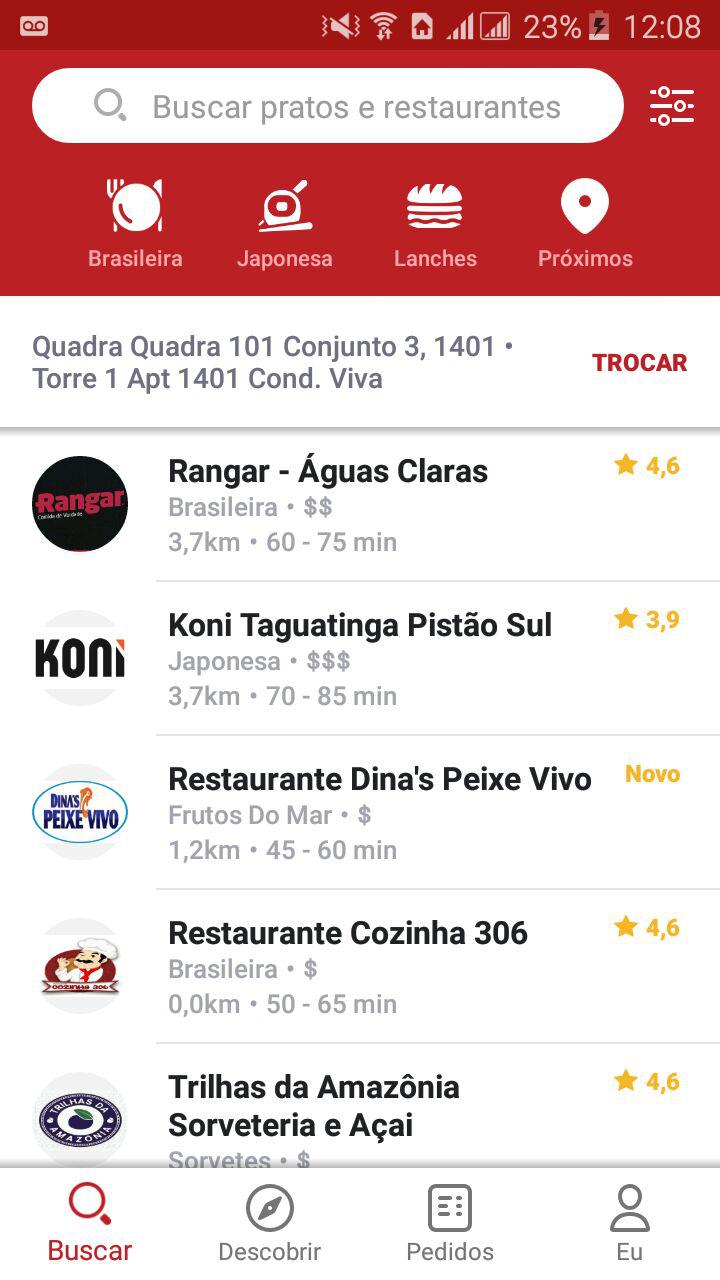 23% 12:08
Buscar pratos e restaurantes
Brasileira Japonesa Lanches Próximos
Quadra Quadra 101 Conjunto 3, 1401 •
Torre 1 Apt 1401 Cond. Viva
TROCAR
Rangar
Comida de Verdade
Rangar - Águas Claras
4,6
Brasileira • $$
3,7km • 60 - 75 min
KONI
Koni Taguatinga Pistão Sul
3,9
Japonesa • $$$
3,7km • 70 - 85 min
DINA'S
PEIXE VIVO
Restaurante Dina's Peixe Vivo
Novo
Frutos Do Mar • $
1,2km • 45 - 60 min
COZINHA 306
Restaurante Cozinha 306
4,6
Brasileira • $
0,0km • 50 - 65 min
TRILHAS DA
AMAZONIA
Trilhas da Amazônia
Sorveteria e Açai
4,6
Sorvetes • $
Buscar Descobrir Pedidos Eu